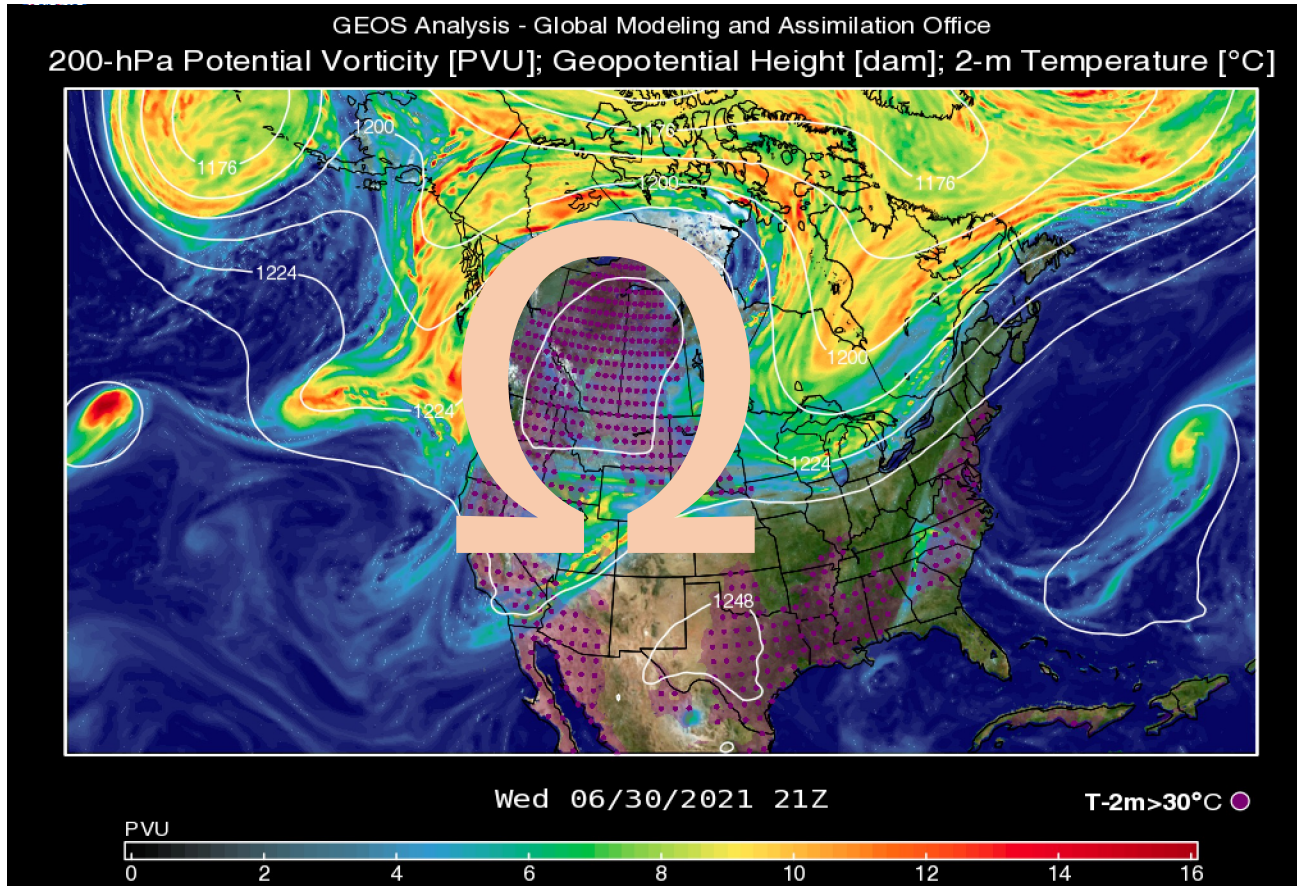 GEOS Analysis - Global Modeling and Assimilation Office
200-hPa Potential Vorticity [PVU]; Geopotential Height [dam]; 2-m Temperature [°C]
1200
1176
1176
1200
1176
1224
1200
1224
1224
Ω
1248
Wed 06/30/2021 21Z
T-2m>30°C
PVU
0 2 4 6 8 10 12 14 16